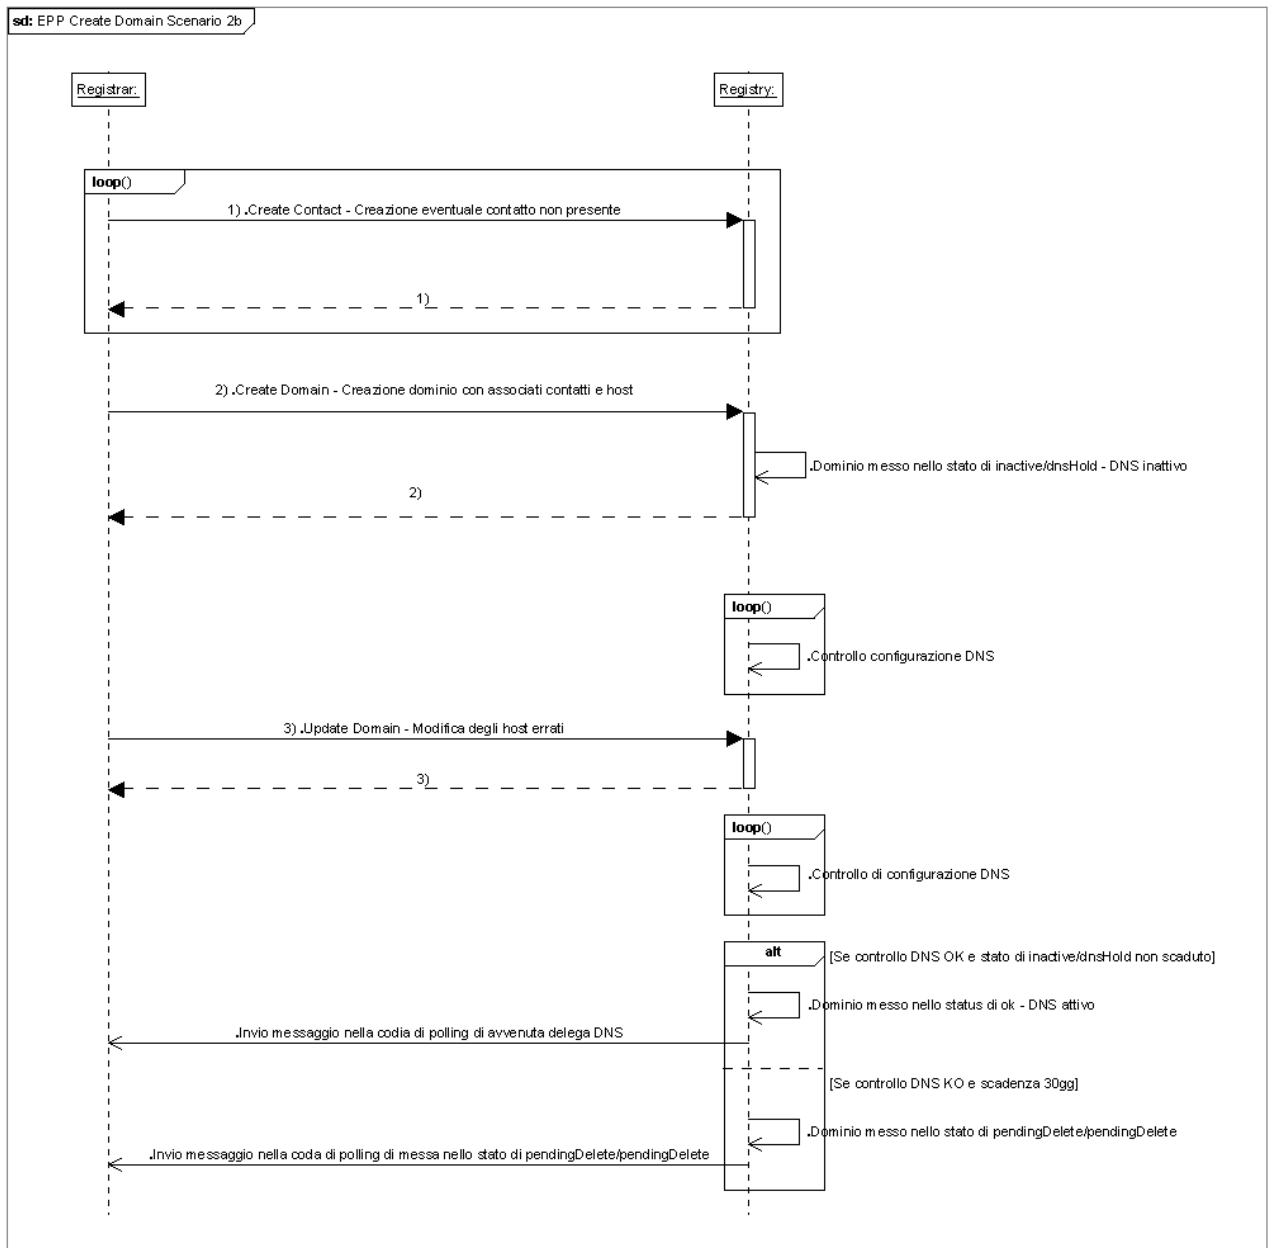 sd: EPP Create Domain Scenario 2b
Registrar:
Registry:
loop()
1) .Create Contact - Creazione eventuale contatto non presente
1)
2) .Create Domain - Creazione dominio con associati contatti e host
.Dominio messo nello stato di inactive/dnsHold - DNS inattivo
2)
loop()
.Controllo configurazione DNS
3) .Update Domain - Modifica degli host errati
3)
loop()
.Controllo di configurazione DNS
alt
[Se controllo DNS OK e stato di inactive/dnsHold non scaduto]
.Dominio messo nello status di ok - DNS attivo
.Invio messaggio nella codia di polling di avvenuta delega DNS
[Se controllo DNS KO e scadenza 30gg]
.Dominio messo nello stato di pendingDelete/pendingDelete
.Invio messaggio nella coda di polling di messa nello stato di pendingDelete/pendingDelete